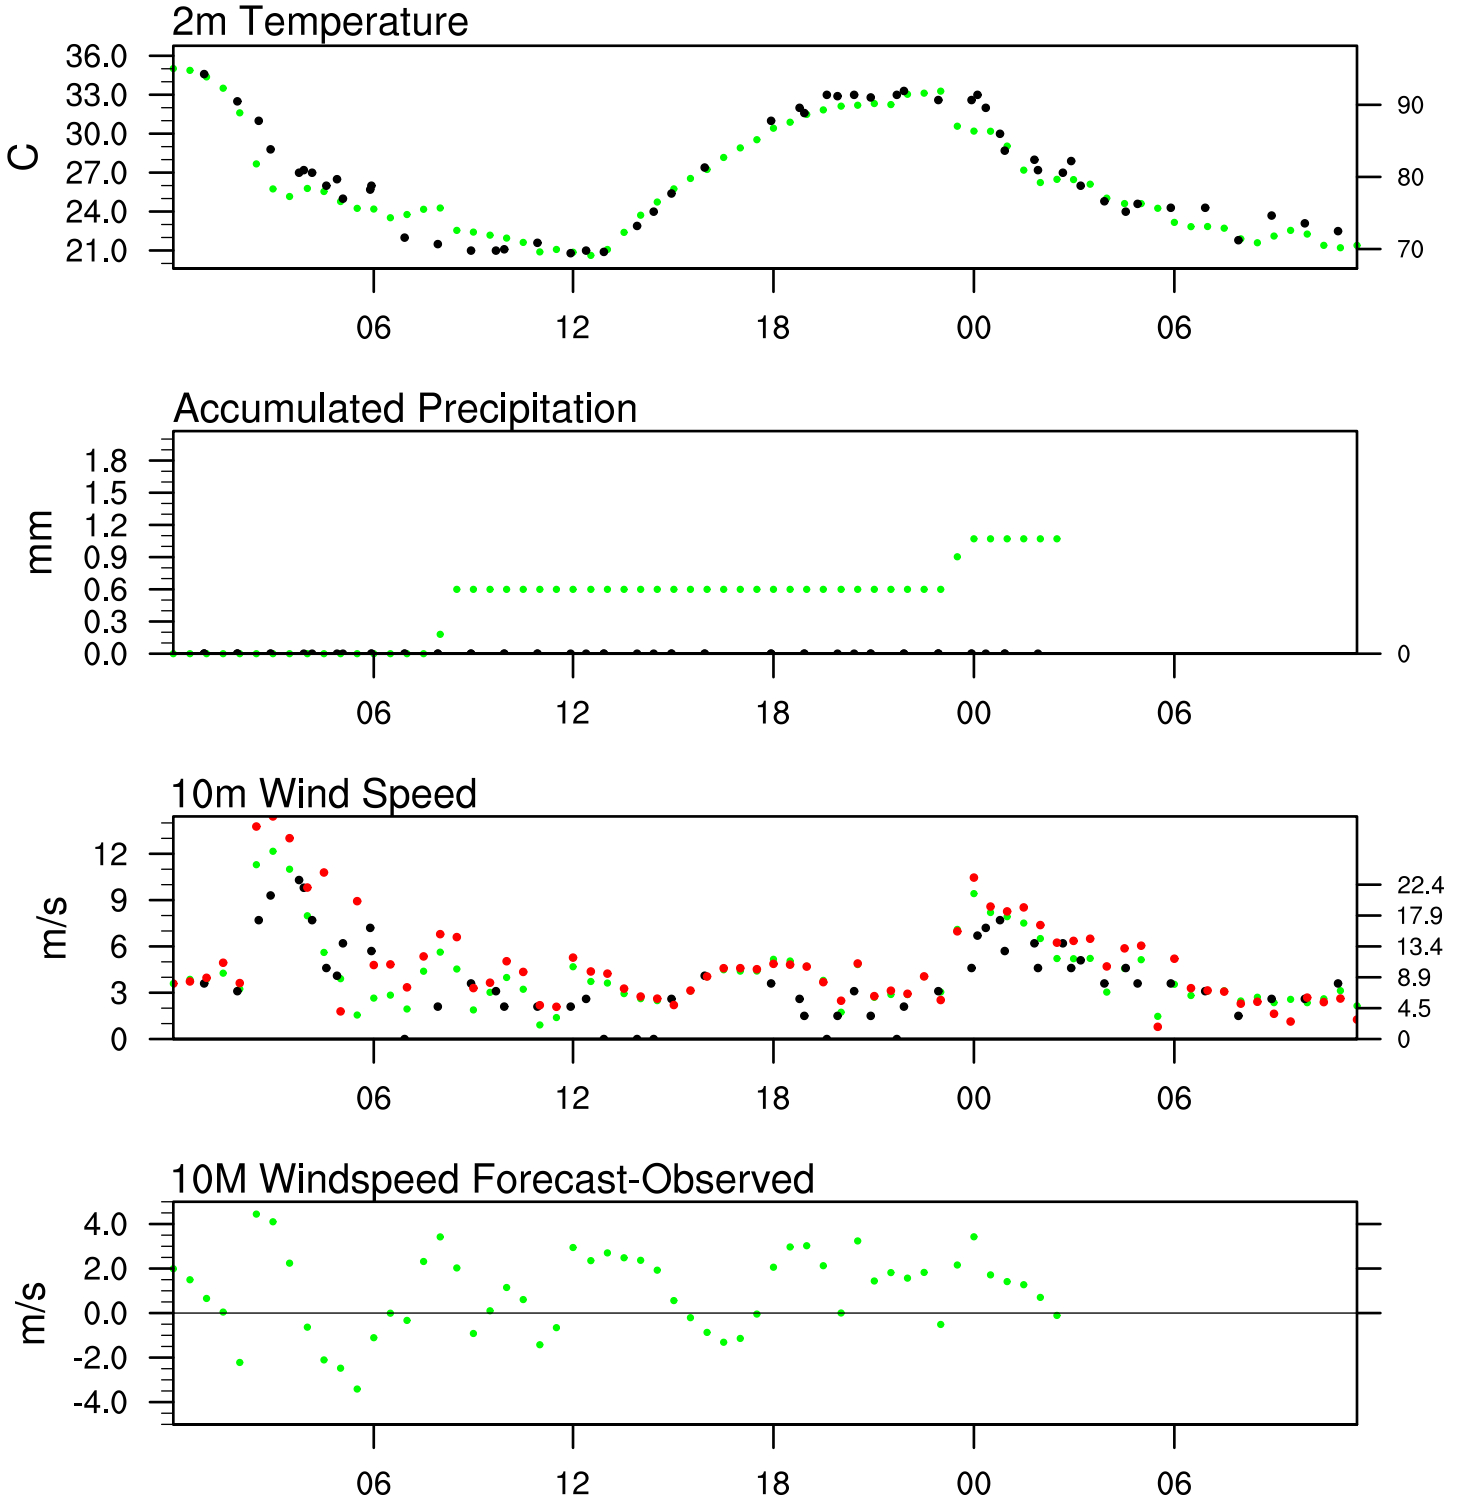 2m Temperature
36.0
33.0
30.0
27.0
24.0
21.0
C
90
80
70
06 12 18 00 06
Accumulated Precipitation
1.8
1.5
1.2
0.9
0.6
0.3
0.0
mm
0
06 12 18 00 06
10m Wind Speed
12
9
6
3
0
m/s
22.4
17.9
13.4
8.9
4.5
0
06 12 18 00 06
10M Windspeed Forecast-Observed
4.0
2.0
0.0
-2.0
-4.0
m/s
06 12 18 00 06